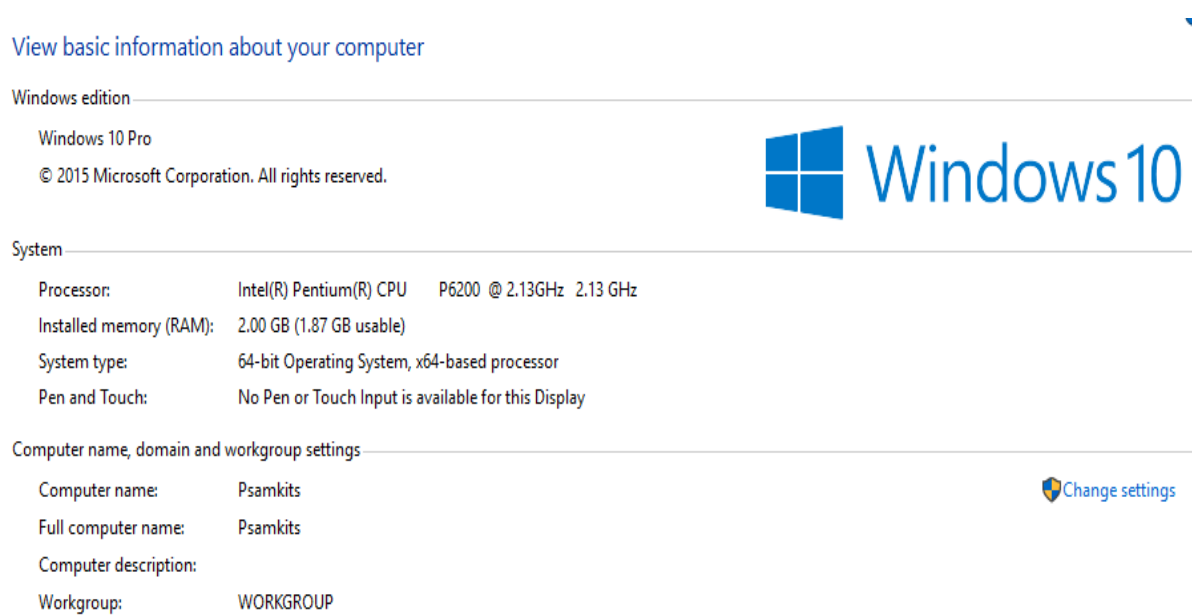 View basic information about your computer
Windows edition
Windows 10 Pro
© 2015 Microsoft Corporation. All rights reserved.
Windows 10
System
Processor: Intel(R) Pentium(R) CPU P6200 @ 2.13GHz 2.13 GHz
Installed memory (RAM): 2.00 GB (1.87 GB usable)
System type: 64-bit Operating System, x64-based processor
Pen and Touch: No Pen or Touch Input is available for this Display
Computer name, domain and workgroup settings
Computer name: Psamkits
Change settings
Full computer name: Psamkits
Computer description:
Workgroup: WORKGROUP